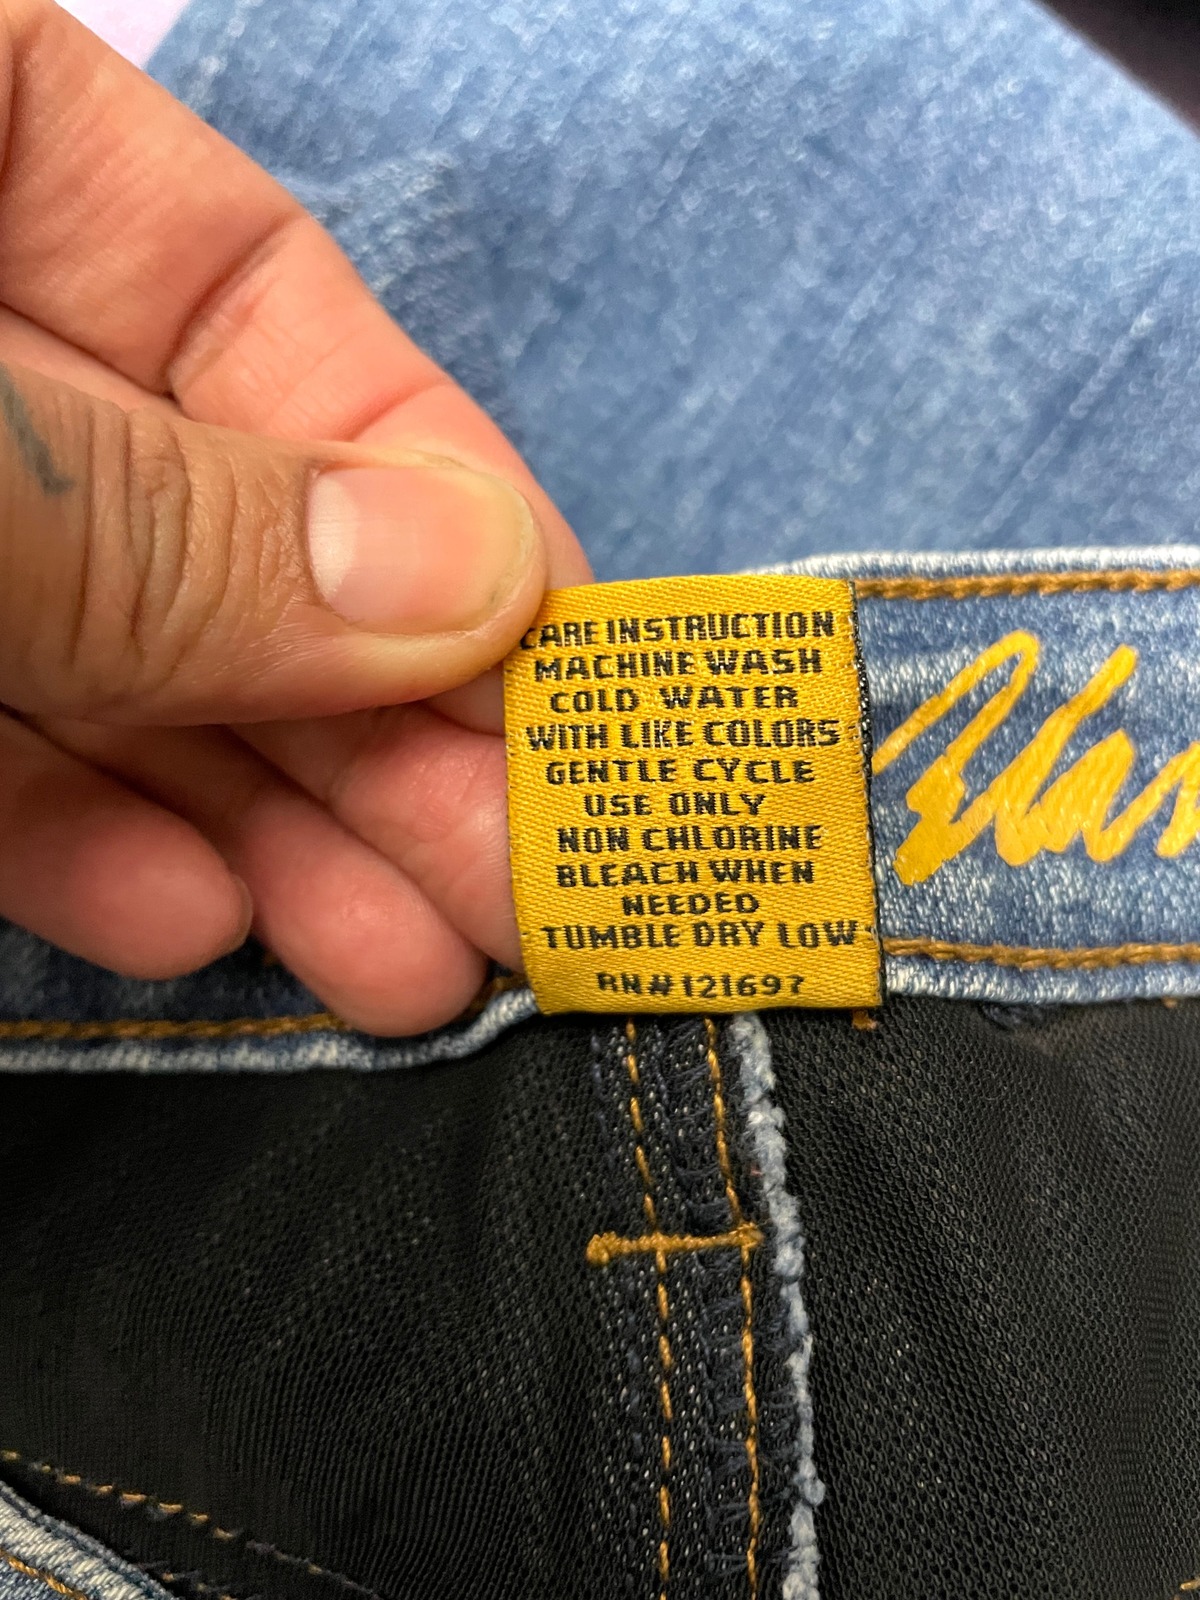 CARE INSTRUCTION
MACHINE WASH
COLD WATER
WITH LIKE COLORS
GENTLE CYCLE
USE ONLY
NON CHLORINE
BLEACH WHEN
NEEDED
TUMBLE DRY LOW
RN# 121697